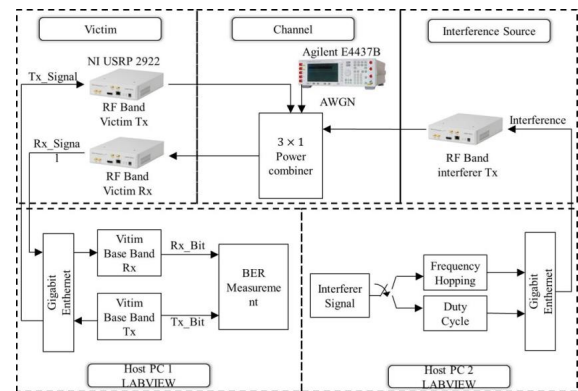 Victim
Channel
Interference Source
NI USRP 2922
Agilent E4437B
Tx_Signal
RF Band
Victim Tx
AWGN
Interference
Rx_Signa
l
RF Band
Victim Rx
3 × 1
Power
combiner
RF Band
interferer Tx
Gigabit
Enthernet
Vitim
Base Band
Rx
Rx_Bit
Vitim
Base Band
Tx
Tx_Bit
BER
Measureme
nt
Interferer
Signal
Frequency
Hopping
Duty
Cycle
Gigabit
Enthernet
Host PC 1
LABVIEW
Host PC 2
LABVIEW